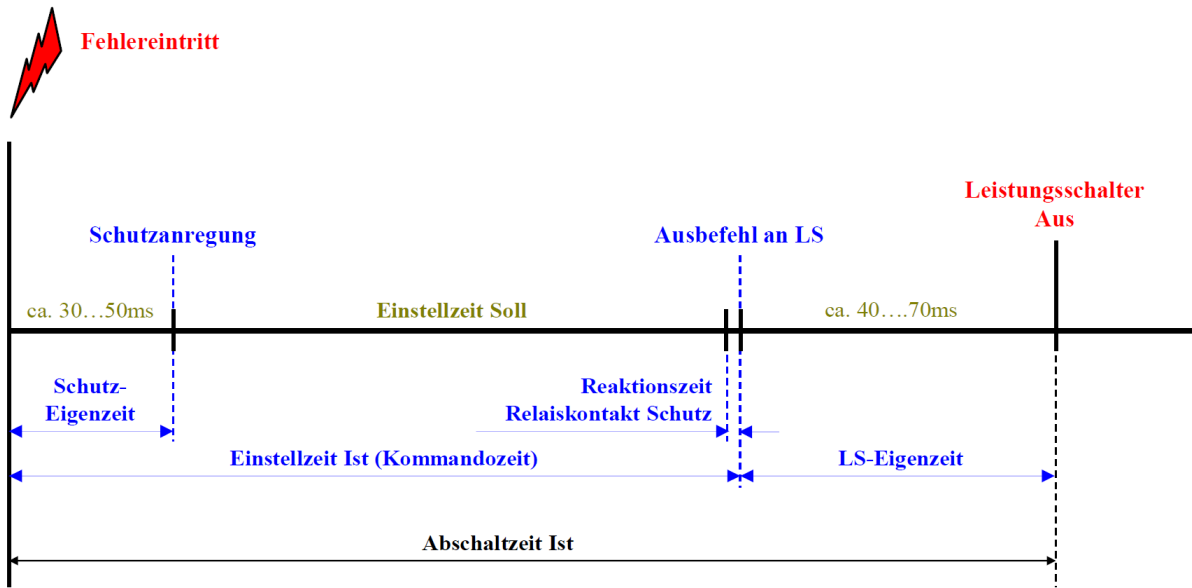 Fehlereintritt
Leistungsschalter
Aus
Schutzanregung
Ausbefehl an LS
ca. 30…50ms
Einstellzeit Soll
ca. 40….70ms
Schutz-
Eigenzeit
Reaktionszeit
Relaiskontakt Schutz
Einstellzeit Ist (Kommandozeit)
LS-Eigenzeit
Abschaltzeit Ist